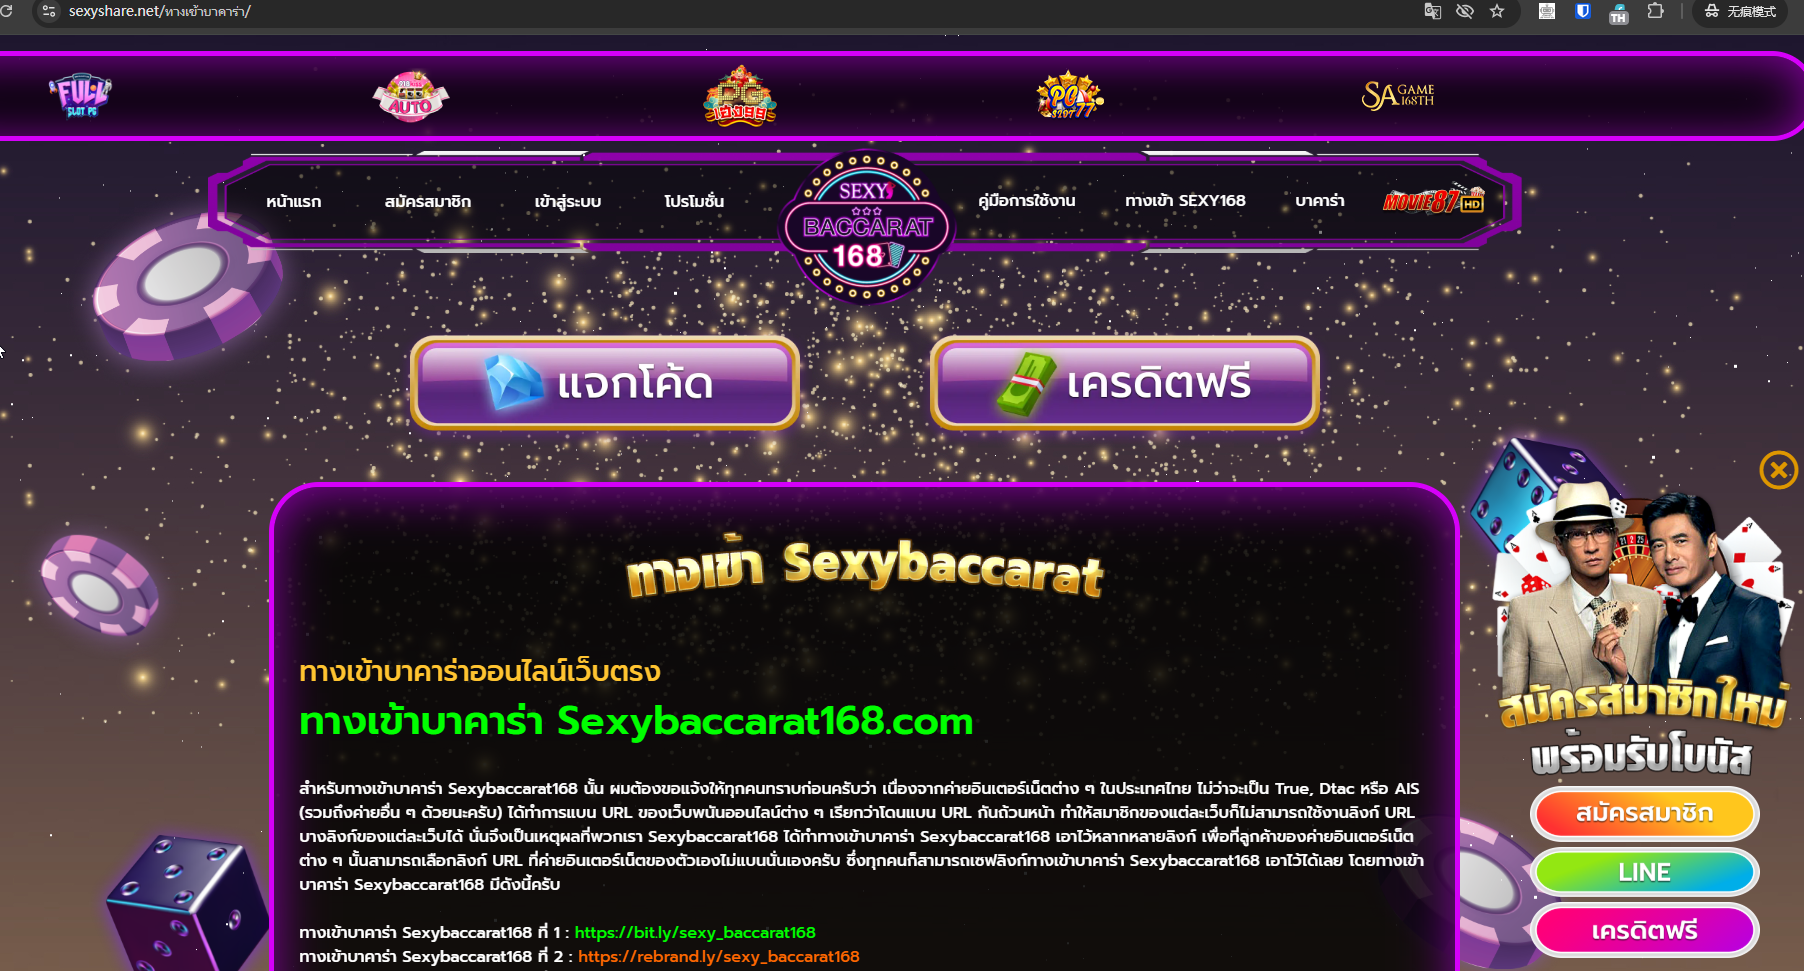 sexyshare.net/ทางเข้าบาคาร่า/
TH
无痕模式
FULL
SLOT PG
AUTO
PG
เฮง99
PG
SLOT77
SA GAME
168TH
หน้าแรก
สมัครสมาชิก
เข้าสู่ระบบ
โปรโมชั่น
SEXY
BACCARAT
168
คู่มือการใช้งาน
ทางเข้า SEXY168
บาคาร่า
MOVIE87 HD
แจกโค้ด
เครดิตฟรี
ทางเข้า Sexybaccarat
ทางเข้าบาคาร่าออนไลน์เว็บตรง
ทางเข้าบาคาร่า Sexybaccarat168.com
สำหรับทางเข้าบาคาร่า Sexybaccarat168 นั้น ผมต้องขอแจ้งให้ทุกคนทราบก่อนครับว่า เนื่องจากค่ายอินเตอร์เน็ตต่าง ๆ ในประเทศไทย ไม่ว่าจะเป็น True, Dtac หรือ AIS
(รวมถึงค่ายอื่น ๆ ด้วยนะครับ) ได้ทำการแบน URL ของเว็บพนันออนไลน์ต่าง ๆ เรียกว่าโดนแบน URL กันถ้วนหน้า ทำให้สมาชิกของแต่ละเว็บก็ไม่สามารถใช้งานลิงก์ URL
บางลิงก์ของแต่ละเว็บได้ นั่นจึงเป็นเหตุผลที่พวกเรา Sexybaccarat168 ได้ทำทางเข้าบาคาร่า Sexybaccarat168 เอาไว้หลากหลายลิงก์ เพื่อที่ลูกค้าของค่ายอินเตอร์เน็ต
ต่าง ๆ นั้นสามารถเลือกลิงก์ URL ที่ค่ายอินเตอร์เน็ตของตัวเองไม่แบนนั่นเองครับ ซึ่งทุกคนก็สามารถเซฟลิงก์ทางเข้าบาคาร่า Sexybaccarat168 เอาไว้ได้เลย โดยทางเข้า
บาคาร่า Sexybaccarat168 มีดังนี้ครับ
ทางเข้าบาคาร่า Sexybaccarat168 ที่ 1 : https://bit.ly/sexy_baccarat168
ทางเข้าบาคาร่า Sexybaccarat168 ที่ 2 : https://rebrand.ly/sexy_baccarat168
สมัครสมาชิกใหม่
พร้อมรับโบนัส
สมัครสมาชิก
LINE
เครดิตฟรี